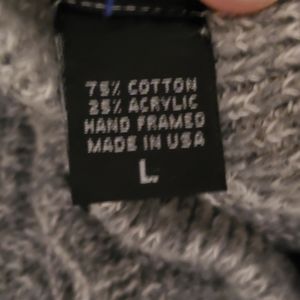 75% COTTON
25% ACRYLIC
HAND FRAMED
MADE IN USA
L